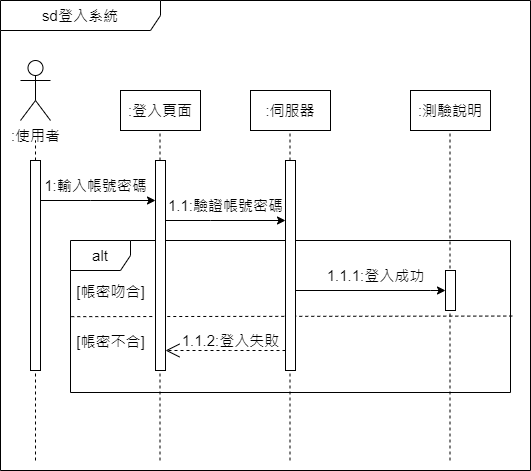 sd登入系統
:使用者
:登入頁面
:伺服器
:測驗說明
1:輸入帳號密碼
1.1:驗證帳號密碼
alt
1.1.1:登入成功
[帳密吻合]
[帳密不合]
1.1.2:登入失敗